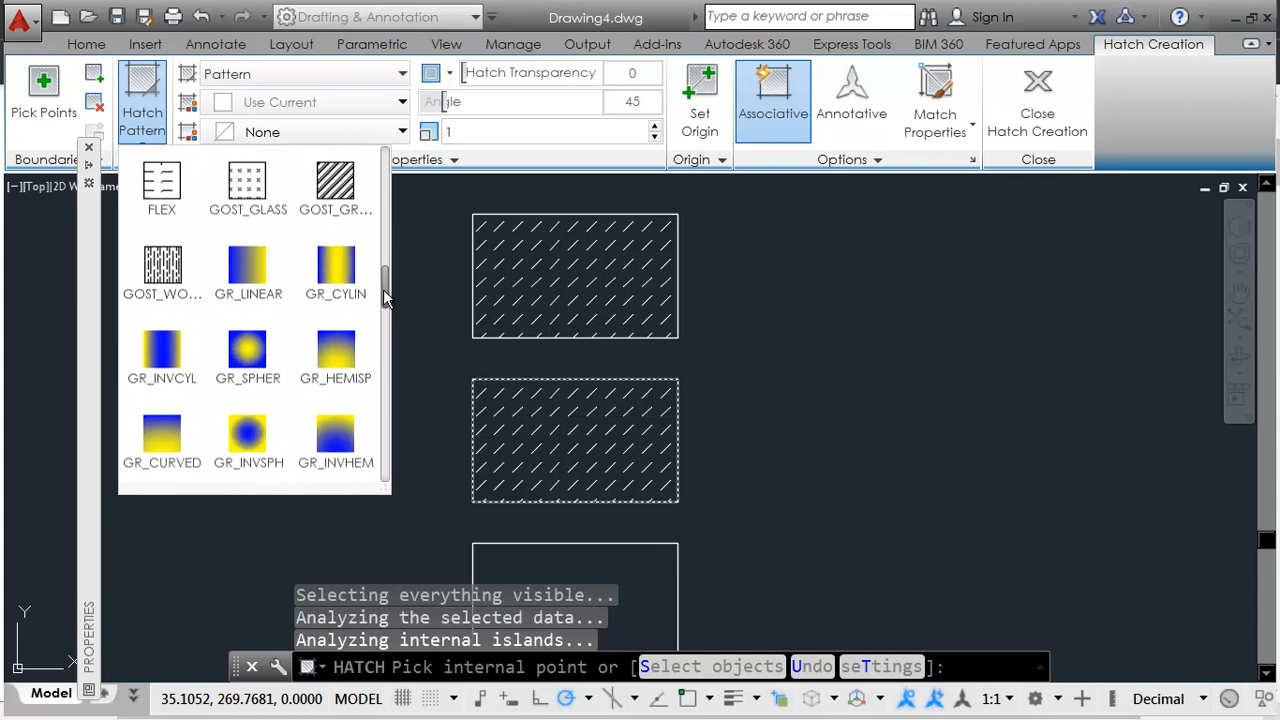 Drafting & Annotation
Drawing4.dwg
Type a keyword or phrase
Sign In
Home Insert Annotate Layout Parametric View Manage Output Add-ins Autodesk 360 Express Tools BIM 360 Featured Apps Hatch Creation
Pick Points
Hatch
Pattern
Pattern
Use Current
None
Hatch Transparency 0
Angle 45
1
Set
Origin
Associative
Annotative
Match
Properties
Close
Hatch Creation
Origin
Options
Close
[−][Top][2D W
FLEX GOST_GLASS GOST_GR...
GOST_WO... GR_LINEAR GR_CYLIN
GR_INVCYL GR_SPHER GR_HEMISP
GR_CURVED GR_INVSPH GR_INVHEM
PROPERTIES
Selecting everything visible...
Analyzing the selected data...
Analyzing internal islands...
HATCH Pick internal point or [Select objects Undo seTtings]:
Y
X
Model
35.1052, 269.7681, 0.0000 MODEL
1:1
Decimal